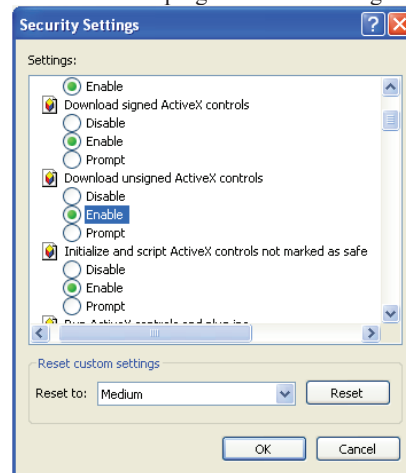 Security Settings
Settings:
Enable
Download signed ActiveX controls
Disable
Enable
Prompt
Download unsigned ActiveX controls
Disable
Enable
Prompt
Initialize and script ActiveX controls not marked as safe
Disable
Enable
Prompt
Reset custom settings
Reset to: Medium Reset
OK Cancel